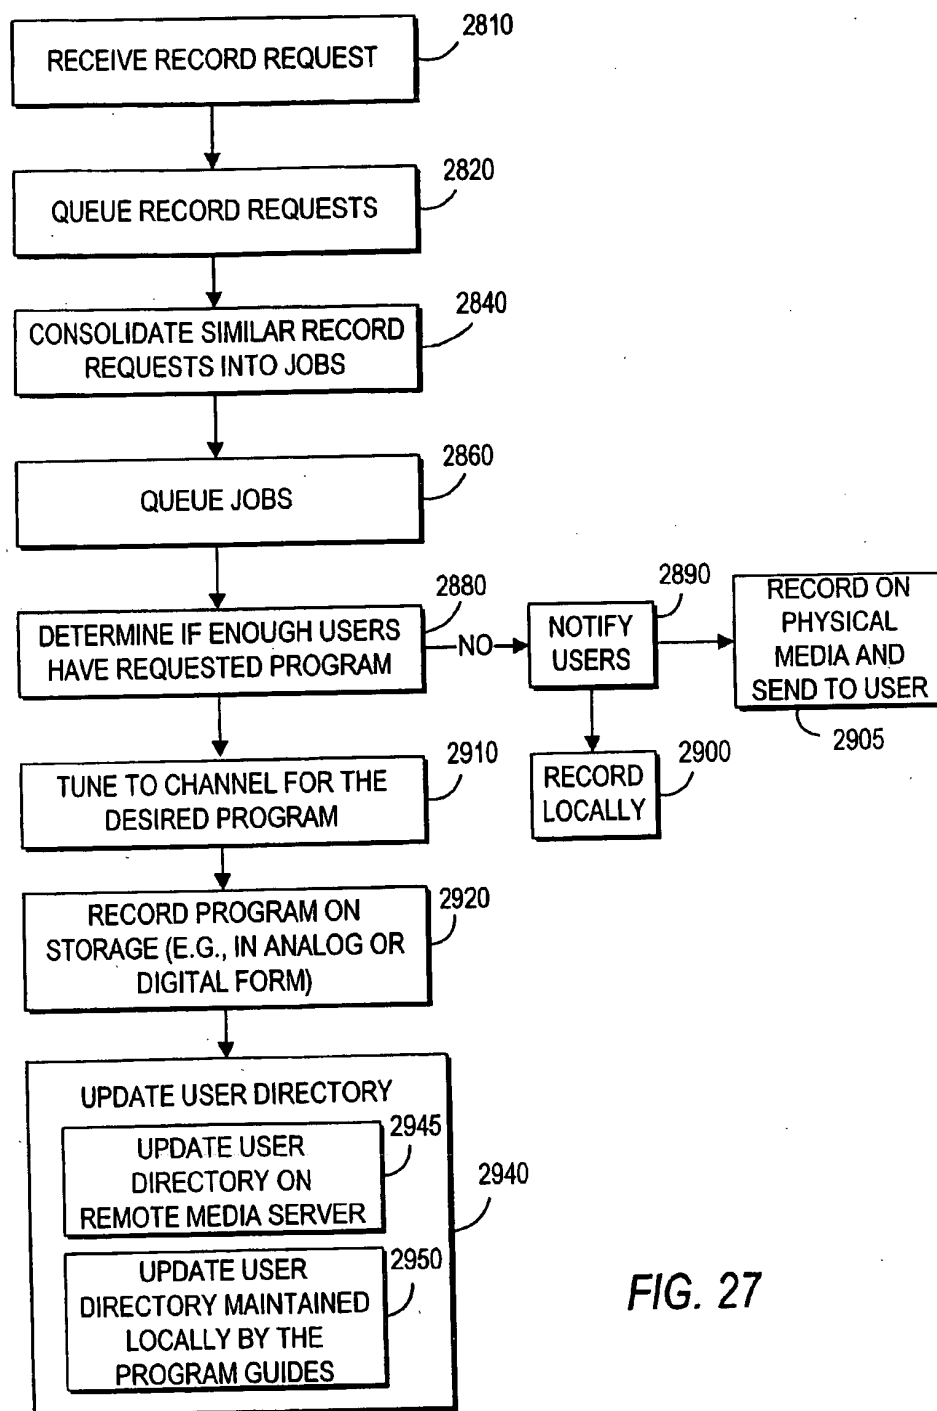 2810
RECEIVE RECORD REQUEST
2820
QUEUE RECORD REQUESTS
2840
CONSOLIDATE SIMILAR RECORD
REQUESTS INTO JOBS
2860
QUEUE JOBS
2880
DETERMINE IF ENOUGH USERS
HAVE REQUESTED PROGRAM
NO
2890
NOTIFY
USERS
RECORD ON
PHYSICAL
MEDIA AND
SEND TO USER
2905
2900
RECORD
LOCALLY
2910
TUNE TO CHANNEL FOR THE
DESIRED PROGRAM
2920
RECORD PROGRAM ON
STORAGE (E.G., IN ANALOG OR
DIGITAL FORM)
UPDATE USER DIRECTORY
2940
2945
UPDATE USER
DIRECTORY ON
REMOTE MEDIA SERVER
2950
UPDATE USER
DIRECTORY MAINTAINED
LOCALLY BY THE
PROGRAM GUIDES
FIG. 27